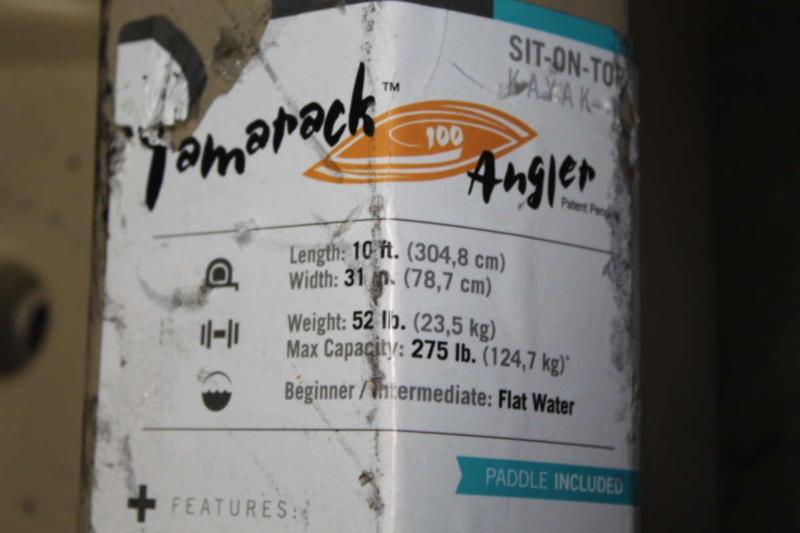 SIT-ON-TOP
KAYAK
Tamarack™
100
Angler
Patent
Length: 10 ft. (304,8 cm)
Width: 31 in. (78,7 cm)
Weight: 52 lb. (23,5 kg)
Max Capacity: 275 lb. (124,7 kg)*
Beginner / Intermediate: Flat Water
PADDLE INCLUDED
+ FEATURES: